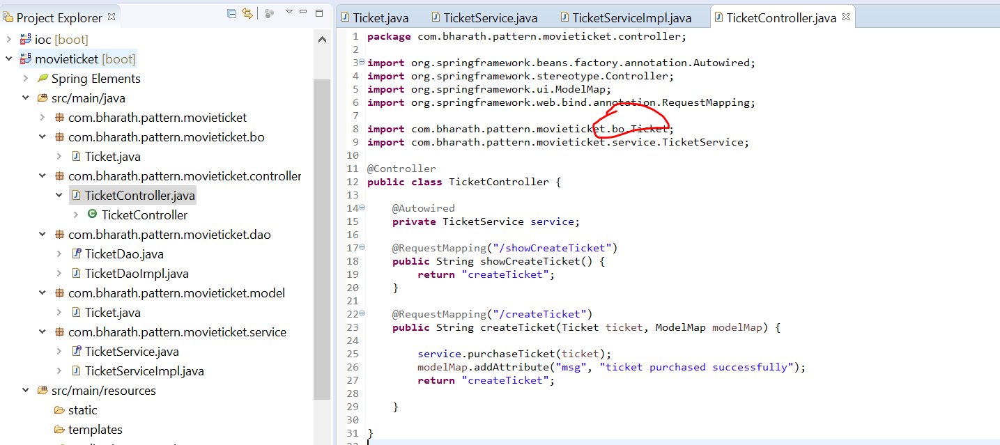 Project Explorer
ioc [boot]
movieticket [boot]
Spring Elements
src/main/java
com.bharath.pattern.movieticket
com.bharath.pattern.movieticket.bo
Ticket.java
com.bharath.pattern.movieticket.controller
TicketController.java
TicketController
com.bharath.pattern.movieticket.dao
TicketDao.java
TicketDaoImpl.java
com.bharath.pattern.movieticket.model
Ticket.java
com.bharath.pattern.movieticket.service
TicketService.java
TicketServiceImpl.java
src/main/resources
static
templates
Ticket.java TicketService.java TicketServiceImpl.java TicketController.java
1 package com.bharath.pattern.movieticket.controller;
2
3 import org.springframework.beans.factory.annotation.Autowired;
4 import org.springframework.stereotype.Controller;
5 import org.springframework.ui.ModelMap;
6 import org.springframework.web.bind.annotation.RequestMapping;
7
8 import com.bharath.pattern.movieticket.bo.Ticket;
9 import com.bharath.pattern.movieticket.service.TicketService;
10
11 @Controller
12 public class TicketController {
13
14 @Autowired
15 private TicketService service;
16
17 @RequestMapping("/showCreateTicket")
18 public String showCreateTicket() {
19 return "createTicket";
20 }
21
22 @RequestMapping("/createTicket")
23 public String createTicket(Ticket ticket, ModelMap modelMap) {
24
25 service.purchaseTicket(ticket);
26 modelMap.addAttribute("msg", "ticket purchased successfully");
27 return "createTicket";
28
29 }
30
31 }